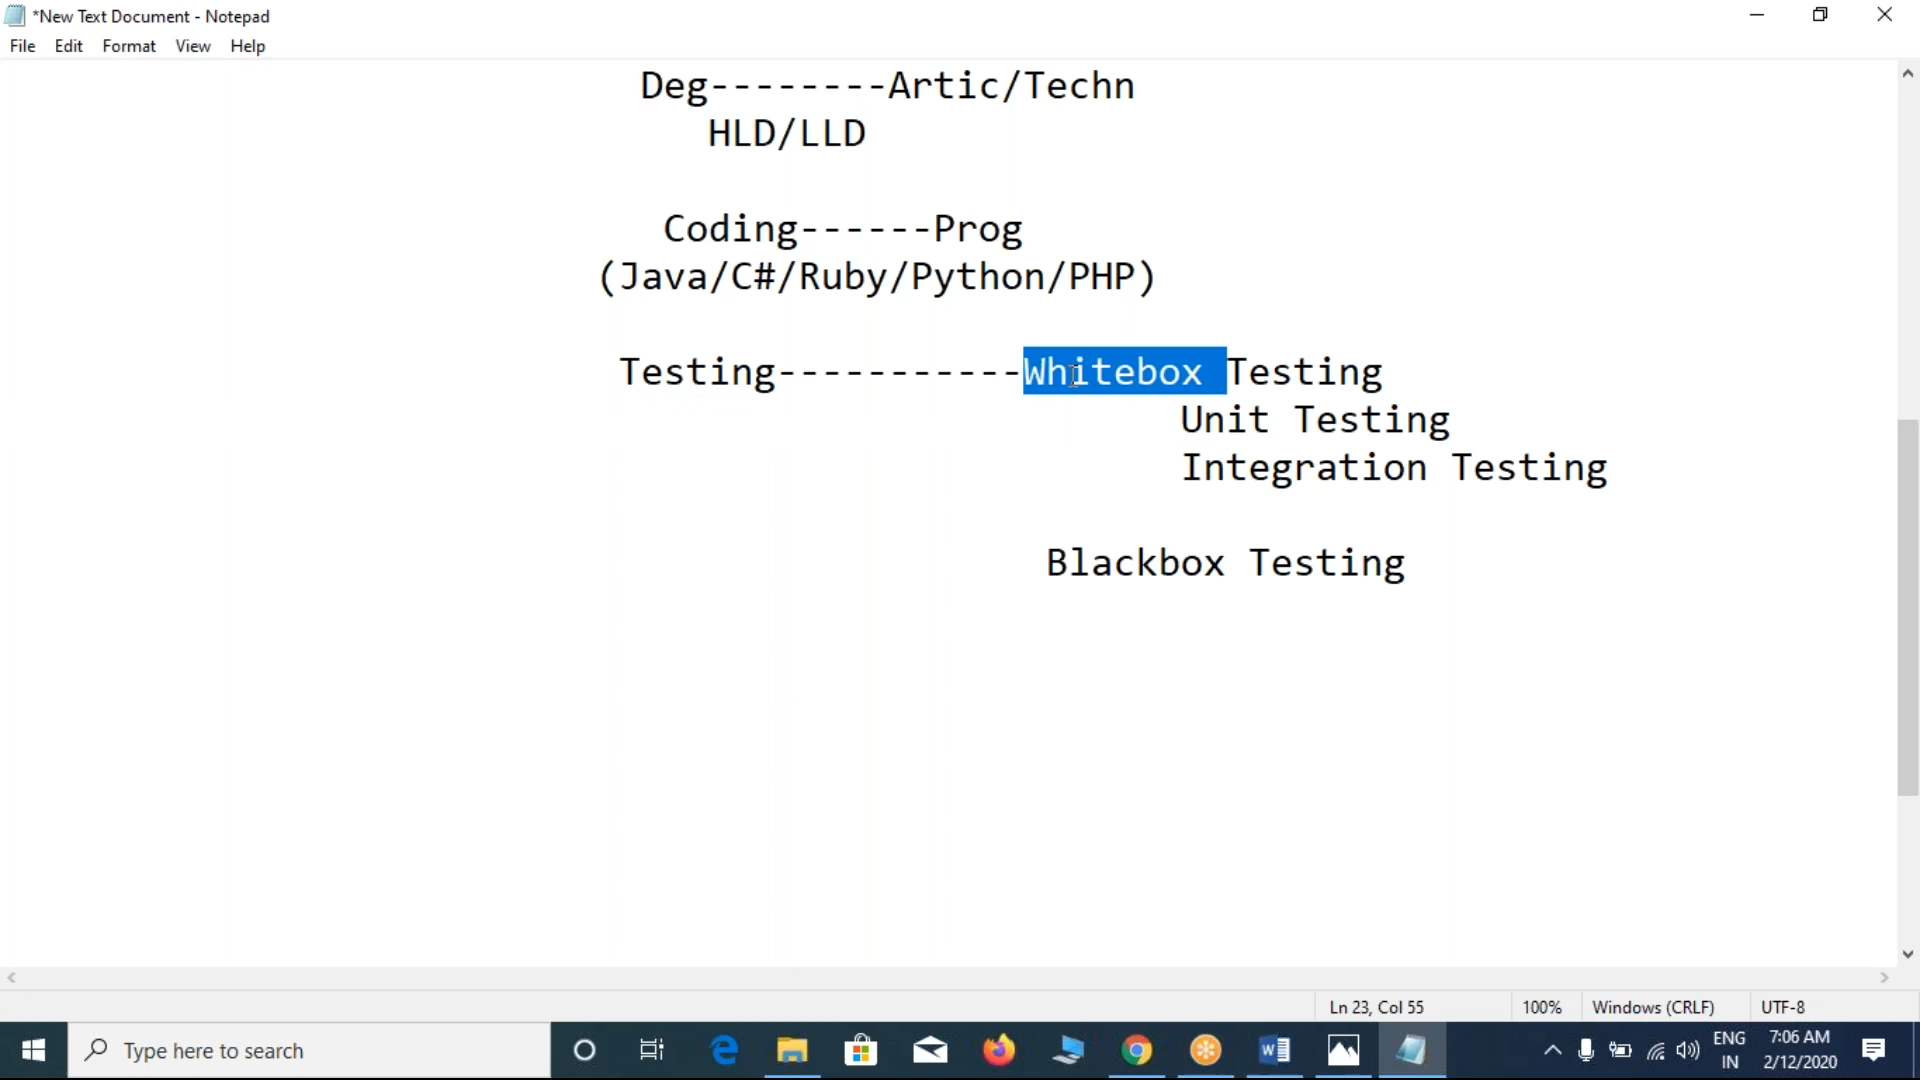 *New Text Document - Notepad
File Edit Format View Help
Deg--------Artic/Techn
HLD/LLD
Coding------Prog
(Java/C#/Ruby/Python/PHP)
Testing-----------Whitebox Testing
Unit Testing
Integration Testing
Blackbox Testing
Ln 23, Col 55 100% Windows (CRLF) UTF-8
Type here to search
ENG
IN
7:06 AM
2/12/2020